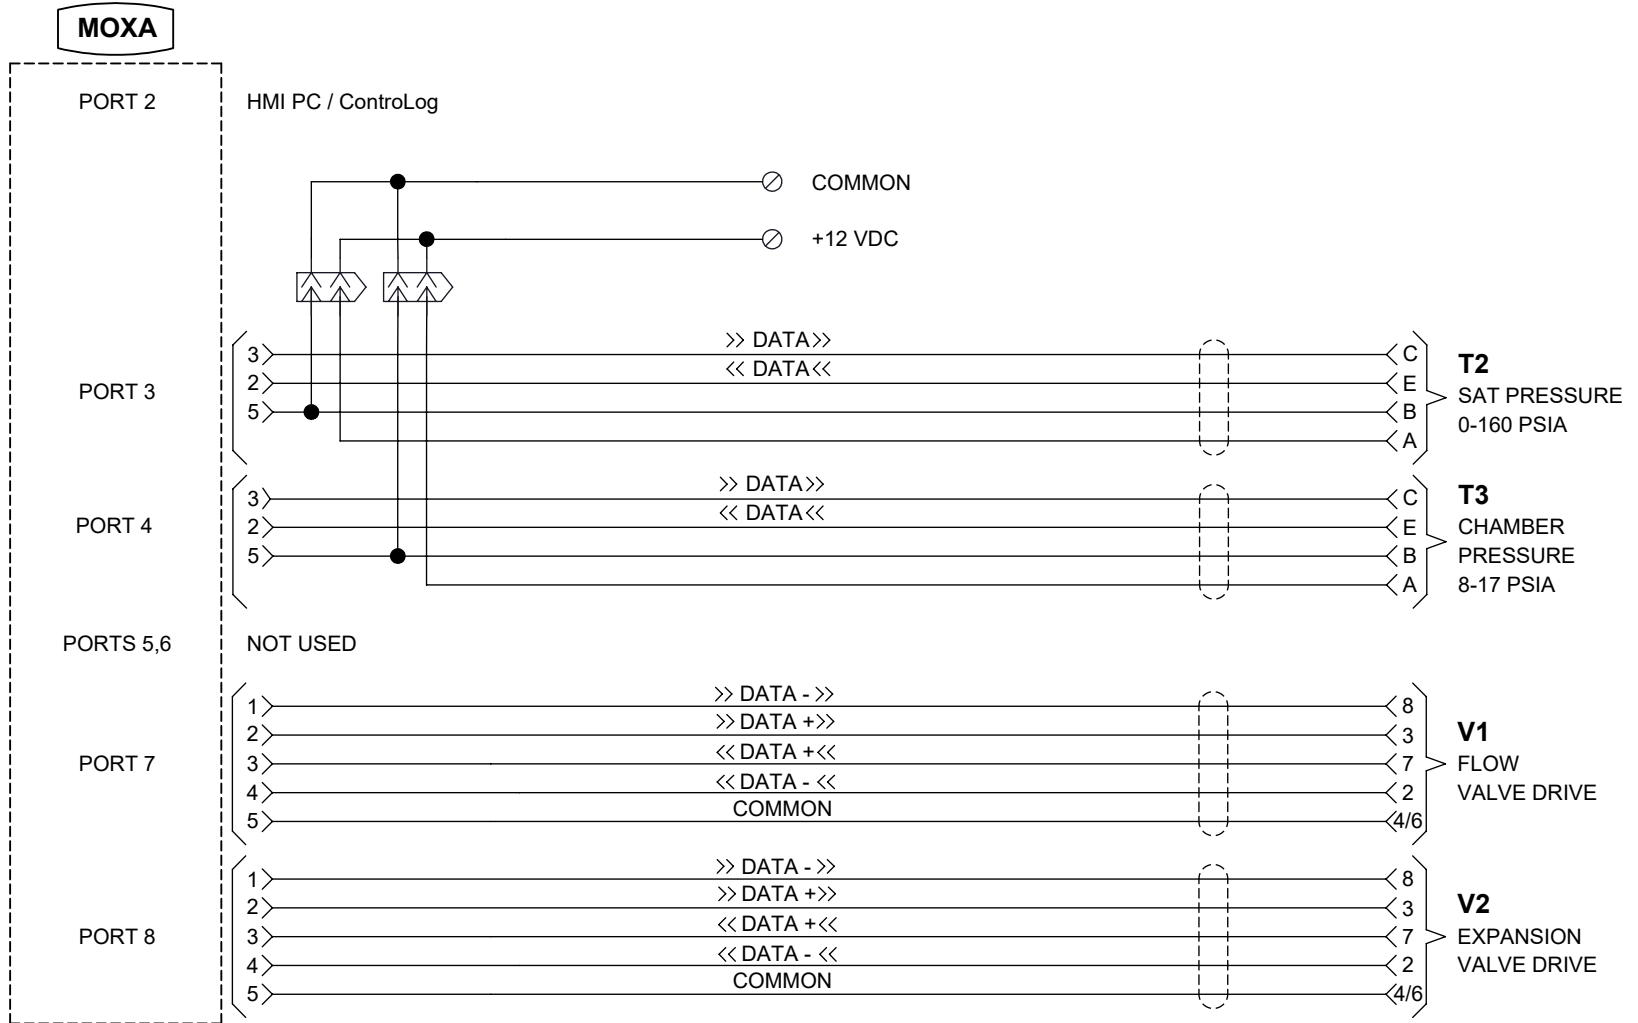 MOXA
PORT 2
HMI PC / ControLog
COMMON
+12 VDC
PORT 3
3
2
5
>> DATA>>
<< DATA<<
C
E
B
A
T2
SAT PRESSURE
0-160 PSIA
PORT 4
3
2
5
>> DATA>>
<< DATA<<
C
E
B
A
T3
CHAMBER
PRESSURE
8-17 PSIA
PORTS 5,6
NOT USED
PORT 7
1
2
3
4
5
>> DATA - >>
>> DATA +>>
<< DATA +<<
<< DATA - <<
COMMON
8
3
7
2
4/6
V1
FLOW
VALVE DRIVE
PORT 8
1
2
3
4
5
>> DATA - >>
>> DATA +>>
<< DATA +<<
<< DATA - <<
COMMON
8
3
7
2
4/6
V2
EXPANSION
VALVE DRIVE